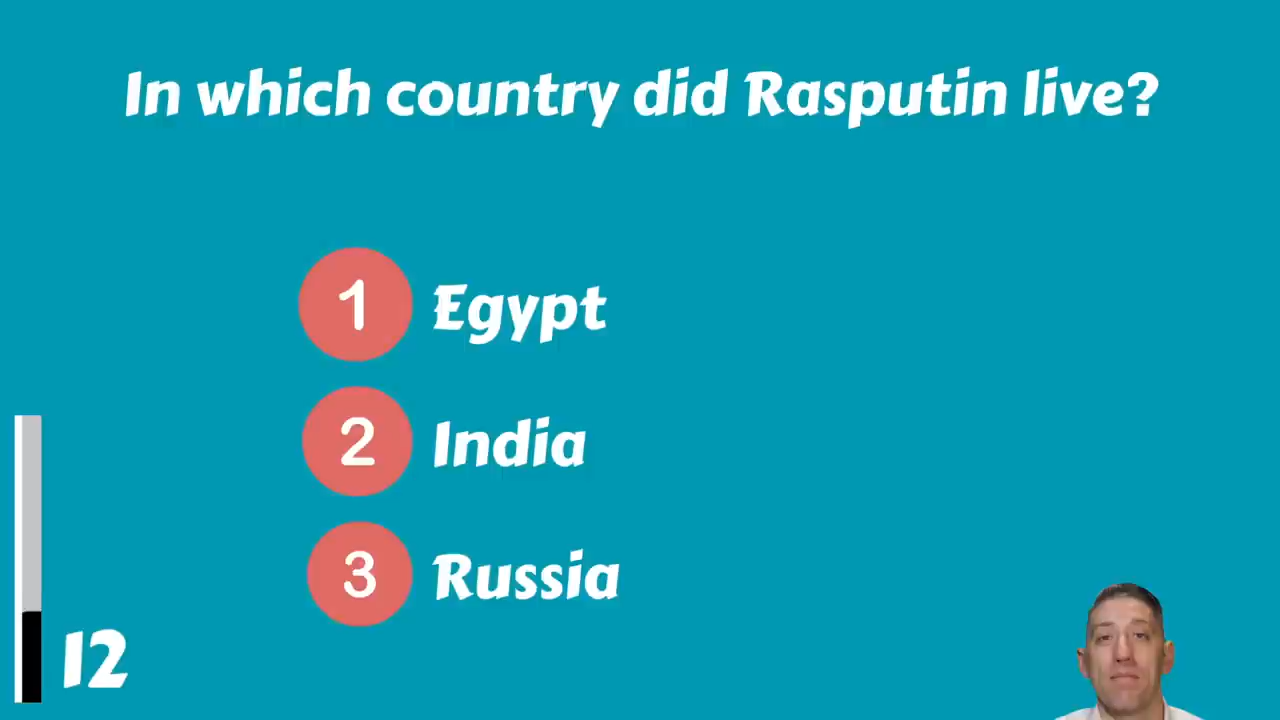 In which country did Rasputin live?
1 Egypt
2 India
3 Russia
12